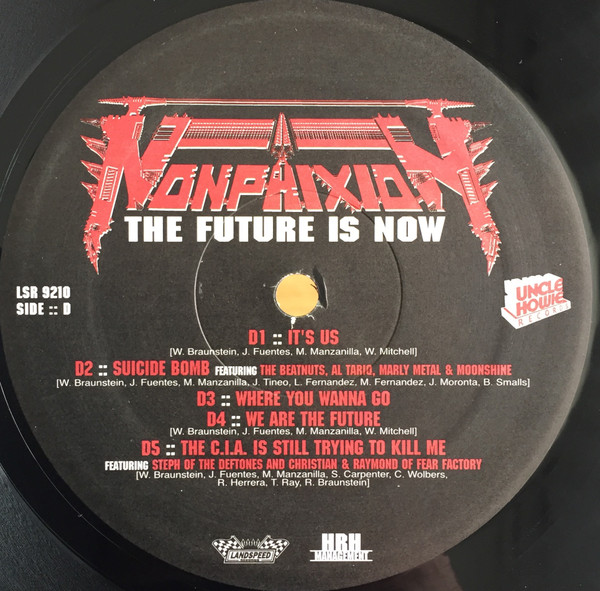 NONPHIXION
THE FUTURE IS NOW
LSR 9210
SIDE :: D
UNCLE
HOWIE
RECORDS
D1 :: IT'S US
[W. Braunstein, J. Fuentes, M. Manzanilla, W. Mitchell]
D2 :: SUICIDE BOMB FEATURING THE BEATNUTS, AL TARIQ, MARLY METAL & MOONSHINE
[W. Braunstein, J. Fuentes, M. Manzanilla, J. Tineo, L. Fernandez, M. Fernandez, J. Moronta, B. Smalls]
D3 :: WHERE YOU WANNA GO
D4 :: WE ARE THE FUTURE
[W. Braunstein, J. Fuentes, M. Manzanilla, W. Mitchell]
D5 :: THE C.I.A. IS STILL TRYING TO KILL ME
FEATURING STEPH OF THE DEFTONES AND CHRISTIAN & RAYMOND OF FEAR FACTORY
[W. Braunstein, J. Fuentes, M. Manzanilla, S. Carpenter, C. Wolbers,
R. Herrera, T. Ray, R. Braunstein]
LANDSPEED
HRH
MANAGEMENT